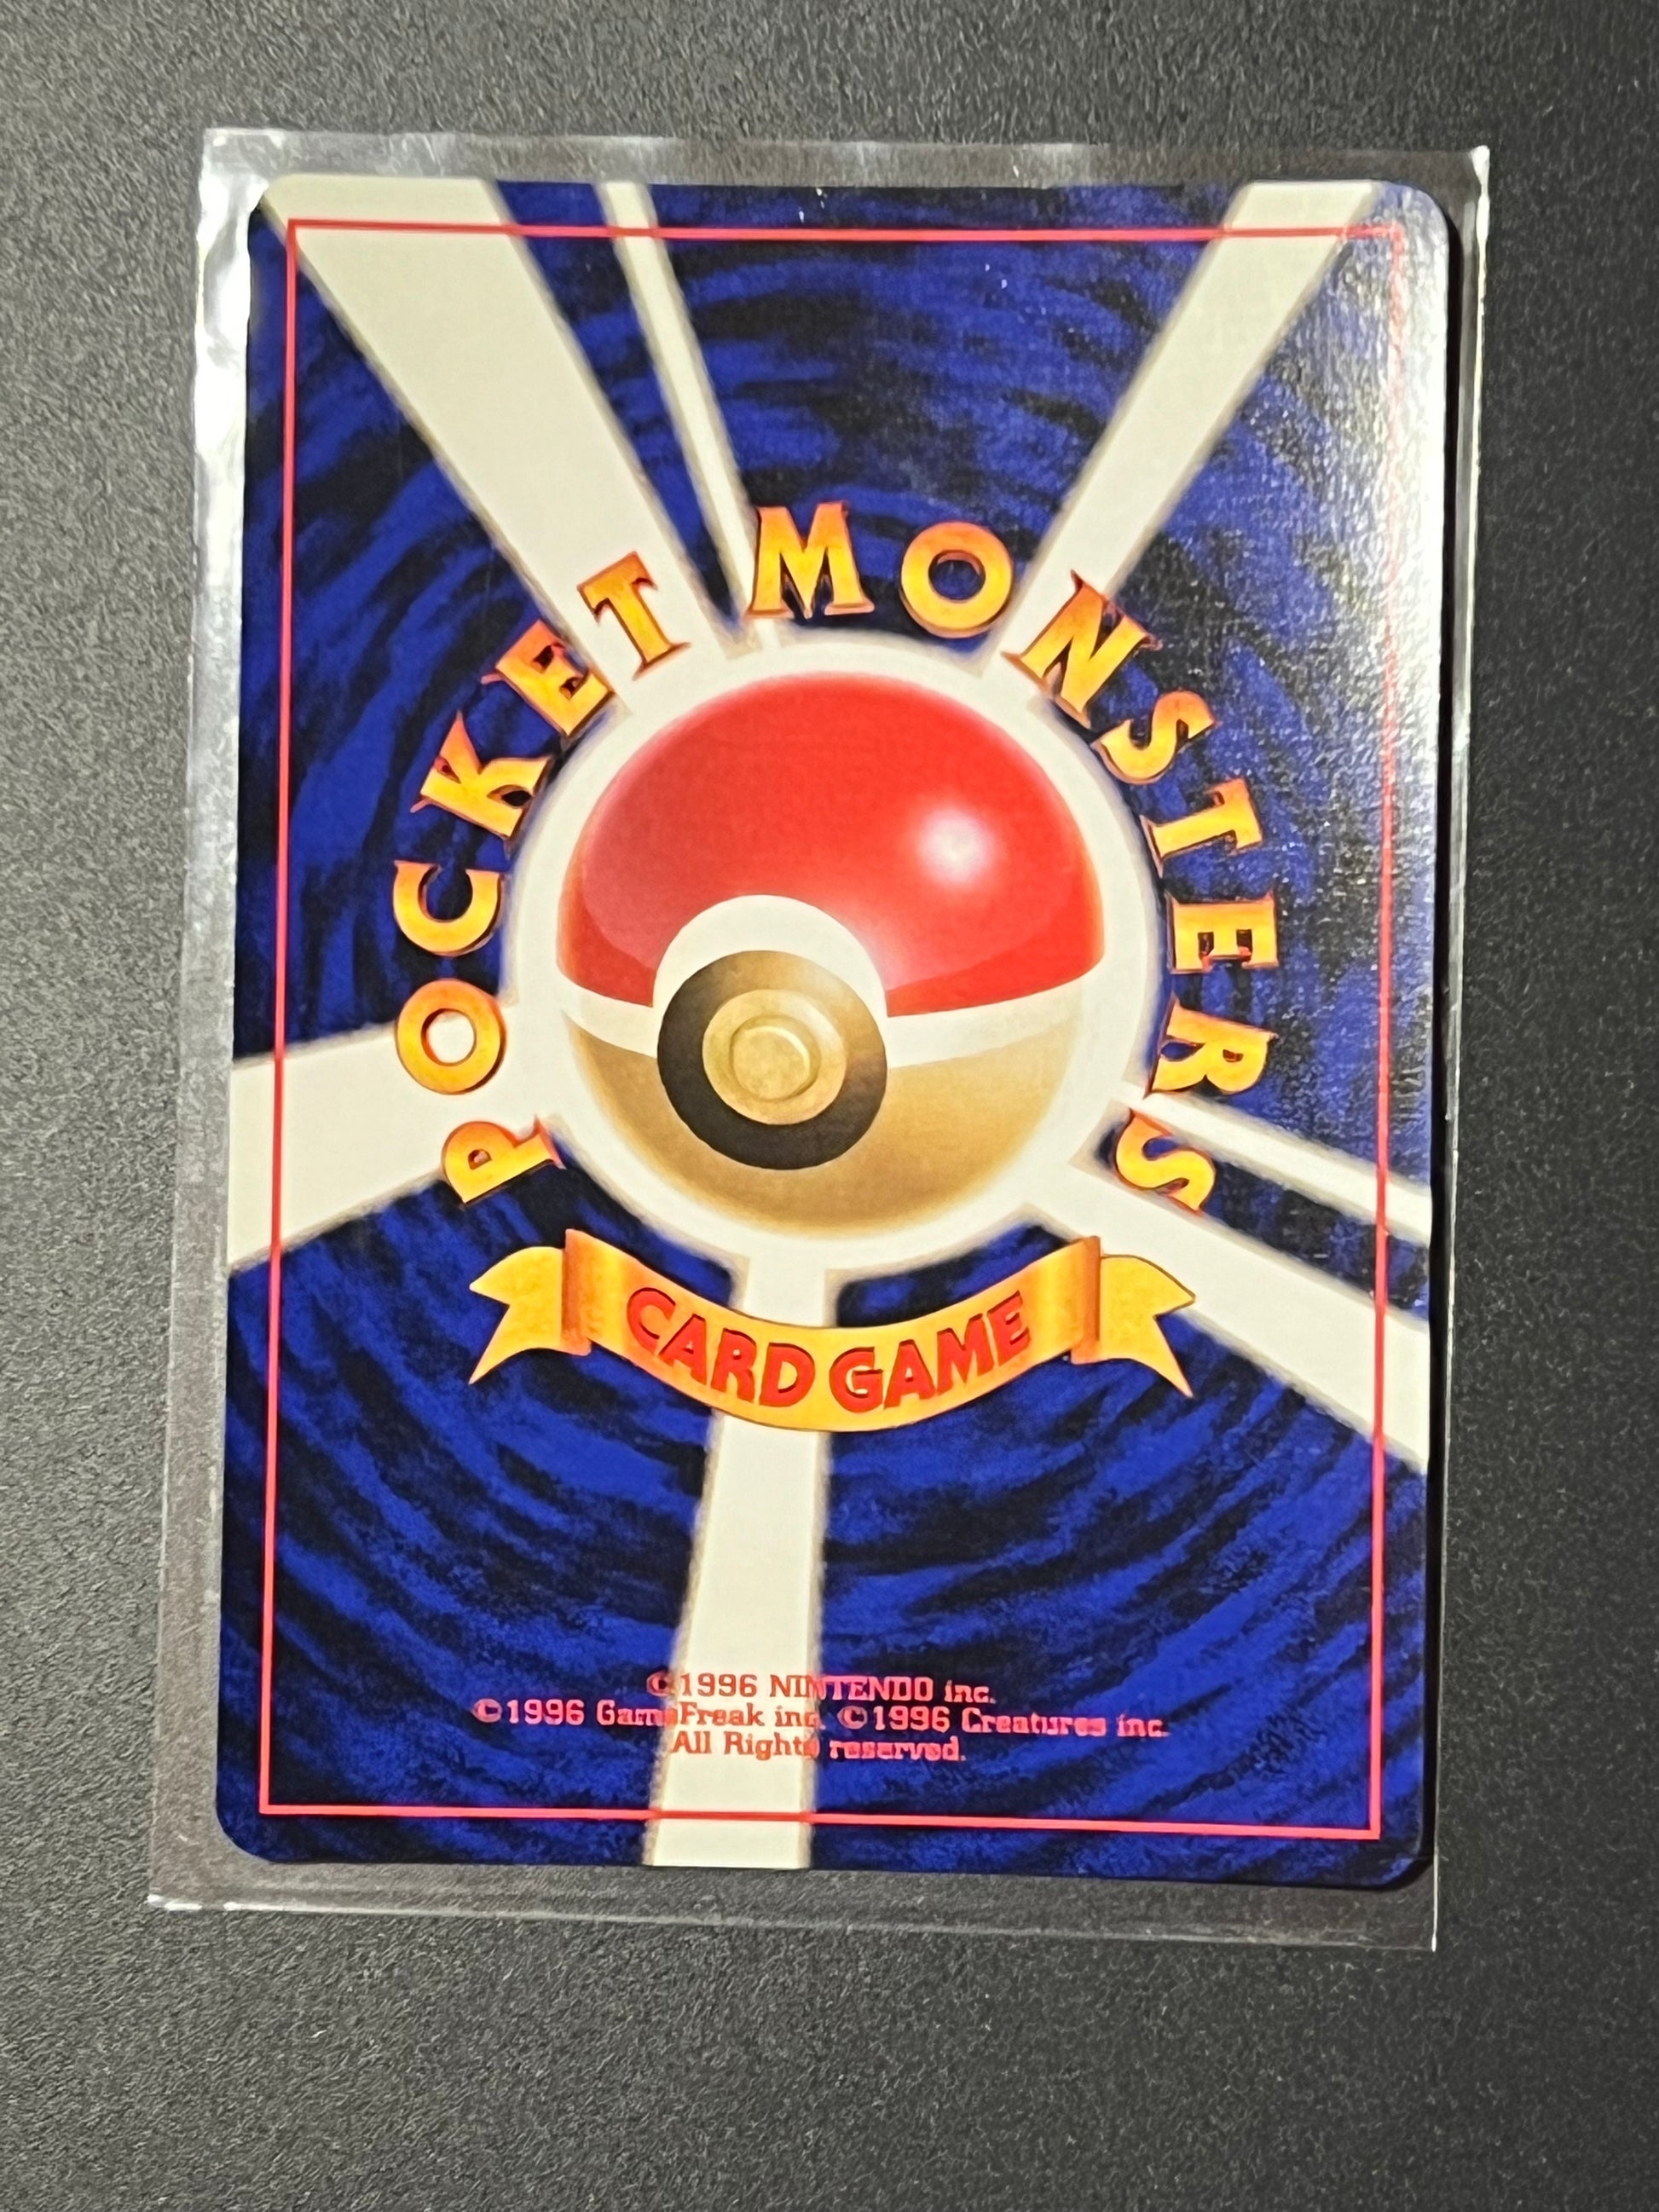 POCKET MONSTERS
CARD GAME
©1996 NINTENDO inc.
©1996 GameFreak inc. ©1996 Creatures inc.
All Rights reserved.